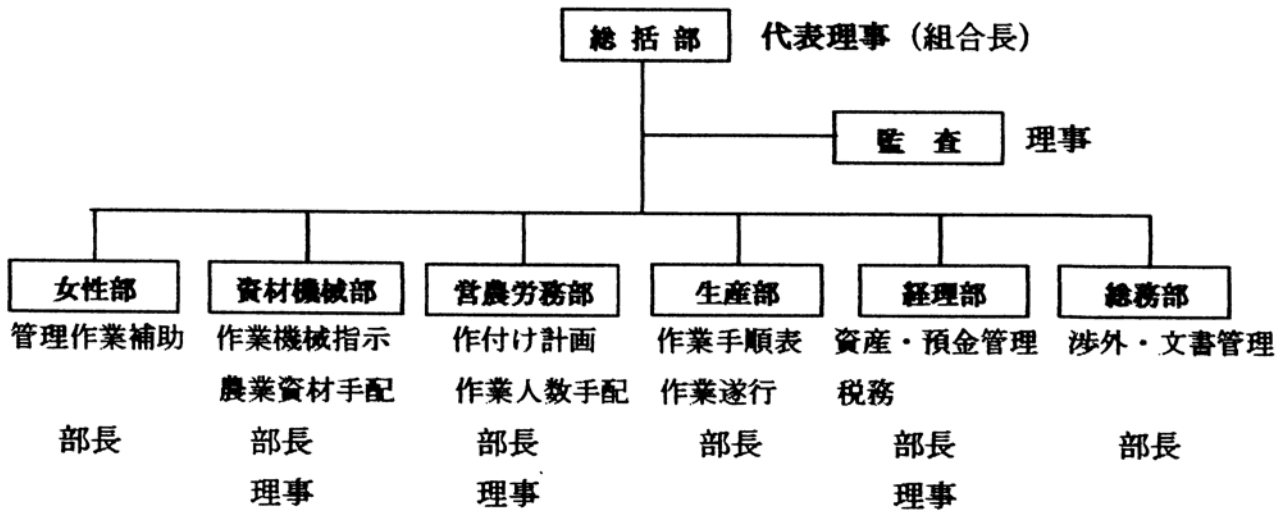 総括部 代表理事（組合長）
監査 理事
女性部 資材機械部 営農労務部 生産部 経理部 総務部
管理作業補助 作業機械指示 作付け計画 作業手順表 資産・預金管理 渉外・文書管理
農業資材手配 作業人数手配 作業遂行 税務
部長 部長 部長 部長 部長 部長
理事 理事 理事